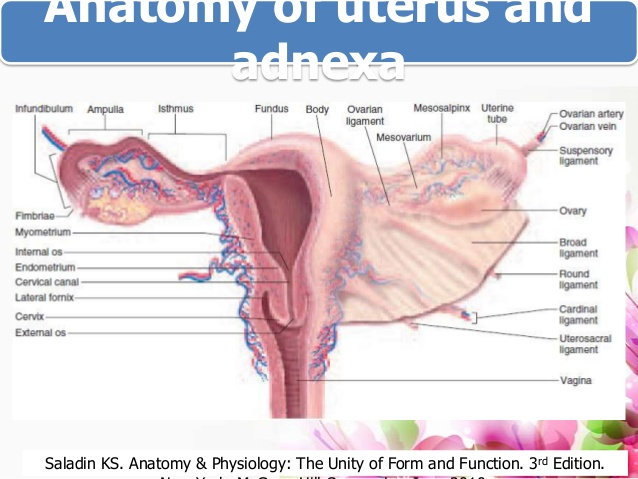 Anatomy of uterus and
adnexa
Infundibulum
Ampulla
Isthmus
Fundus
Body
Ovarian
ligament
Mesovarium
Mesosalpinx
Uterine
tube
Ovarian artery
Ovarian vein
Suspensory
ligament
Fimbriae
Myometrium
Internal os
Endometrium
Cervical canal
Lateral fornix
Cervix
External os
Ovary
Broad
ligament
Round
ligament
Cardinal
ligament
Uterosacral
ligament
Vagina
Saladin KS. Anatomy & Physiology: The Unity of Form and Function. 3rd Edition.